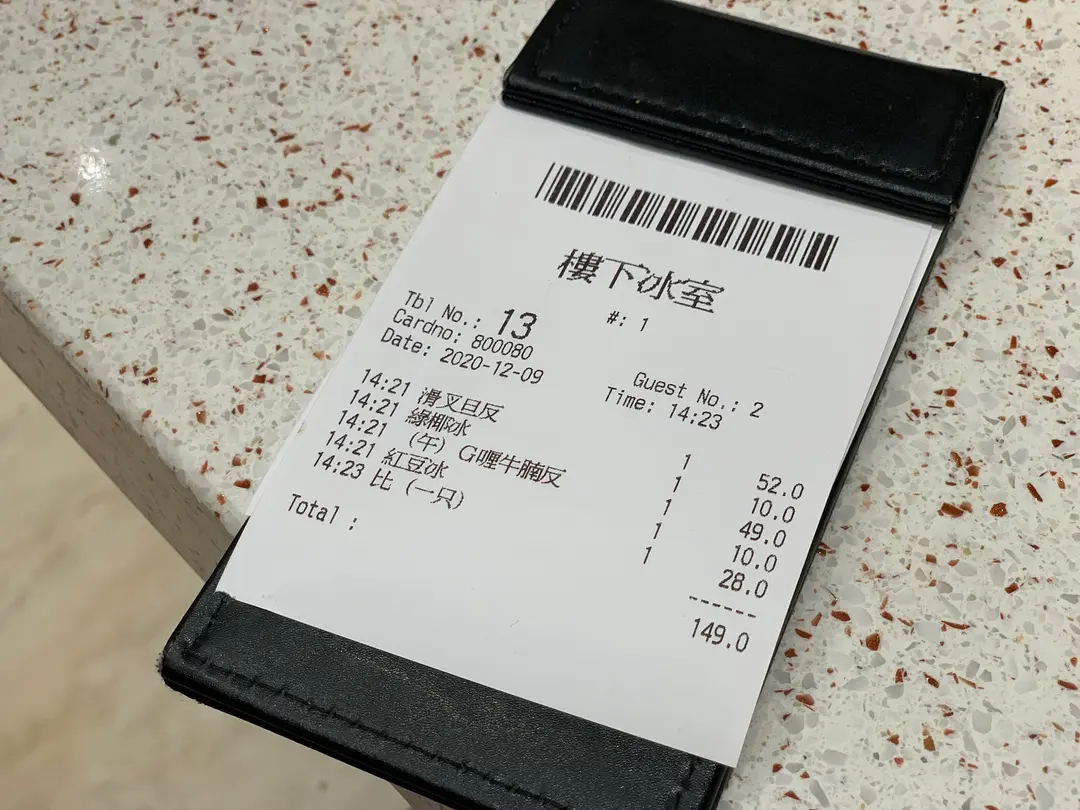 樓下冰室
#: 1
Tbl No.: 13
Cardno: 800080
Guest No.: 2
Date: 2020-12-09 Time: 14:23
14:21 滑叉旦反 1 52.0
14:21 綠椰冰 1 10.0
14:21 (午) G喱牛腩反 1 49.0
14:21 紅豆冰 1 10.0
14:23 比 (一只) 1 28.0
------
Total : 149.0